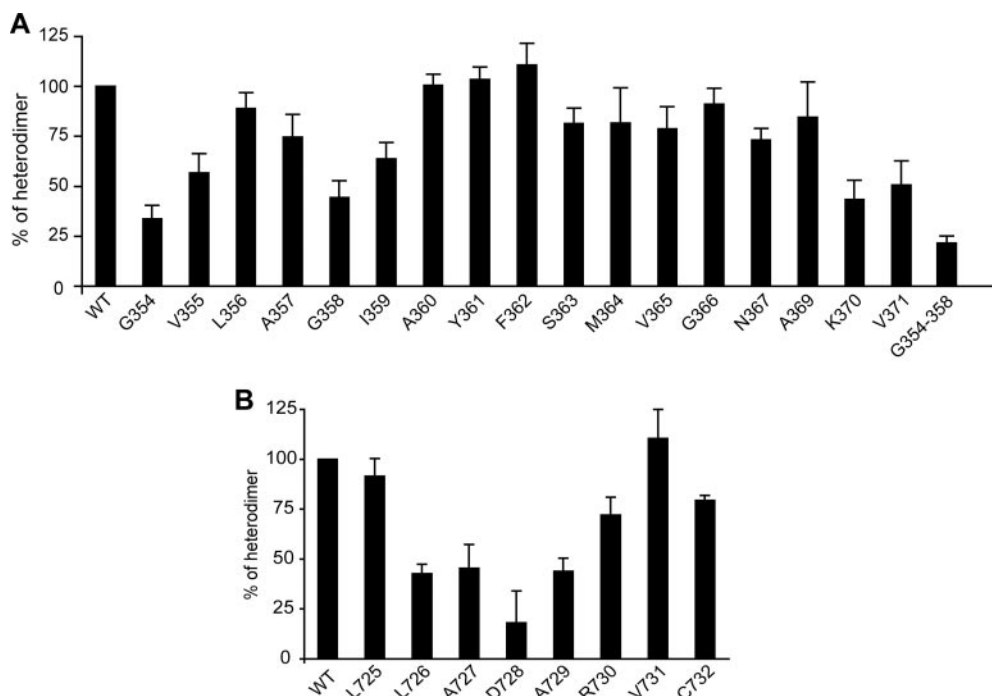 A
125
100
75
50
25
0
% of heterodimer
WT
G354
V355
L356
A357
G358
I359
A360
Y361
F362
S363
M364
V365
G366
N367
A369
K370
V371
G354-358
B
125
100
75
50
25
0
% of heterodimer
WT
L725
L726
A727
D728
A729
R730
V731
C732